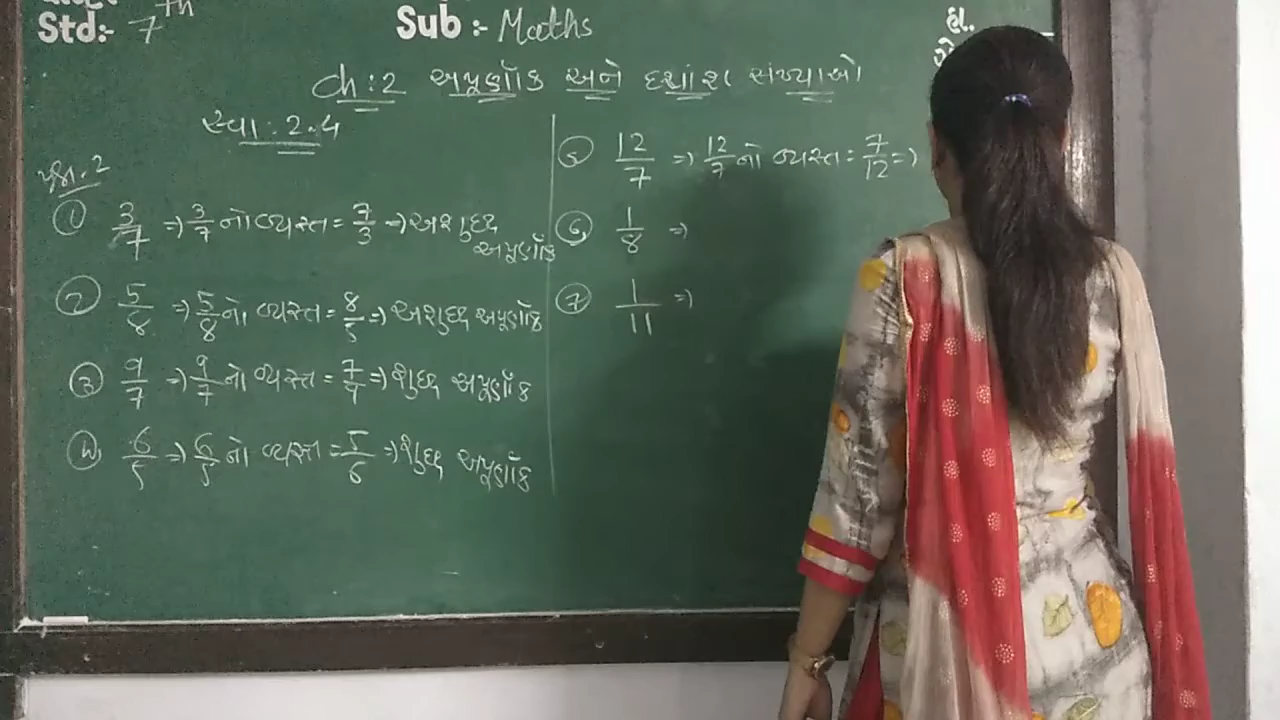 Std:- 7th
Sub :- Maths
હા.
Ch : 2 અપૂર્ણાંક અને દશાંશ સંખ્યાઓ
સ્વા : 2.4
પ્રશ્ન. 2
① 3/7 => 3/7 નો વ્યસ્ત = 7/3 => અશુદ્ધ
અપૂર્ણાંક
② 5/8 => 5/8 નો વ્યસ્ત = 8/5 => અશુદ્ધ અપૂર્ણાંક
③ 9/7 => 9/7 નો વ્યસ્ત = 7/9 => શુદ્ધ અપૂર્ણાંક
④ 6/5 => 6/5 નો વ્યસ્ત = 5/6 => શુદ્ધ અપૂર્ણાંક
⑤ 12/7 => 12/7 નો વ્યસ્ત = 7/12 =>
⑥ 1/8 =>
⑦ 1/11 =>